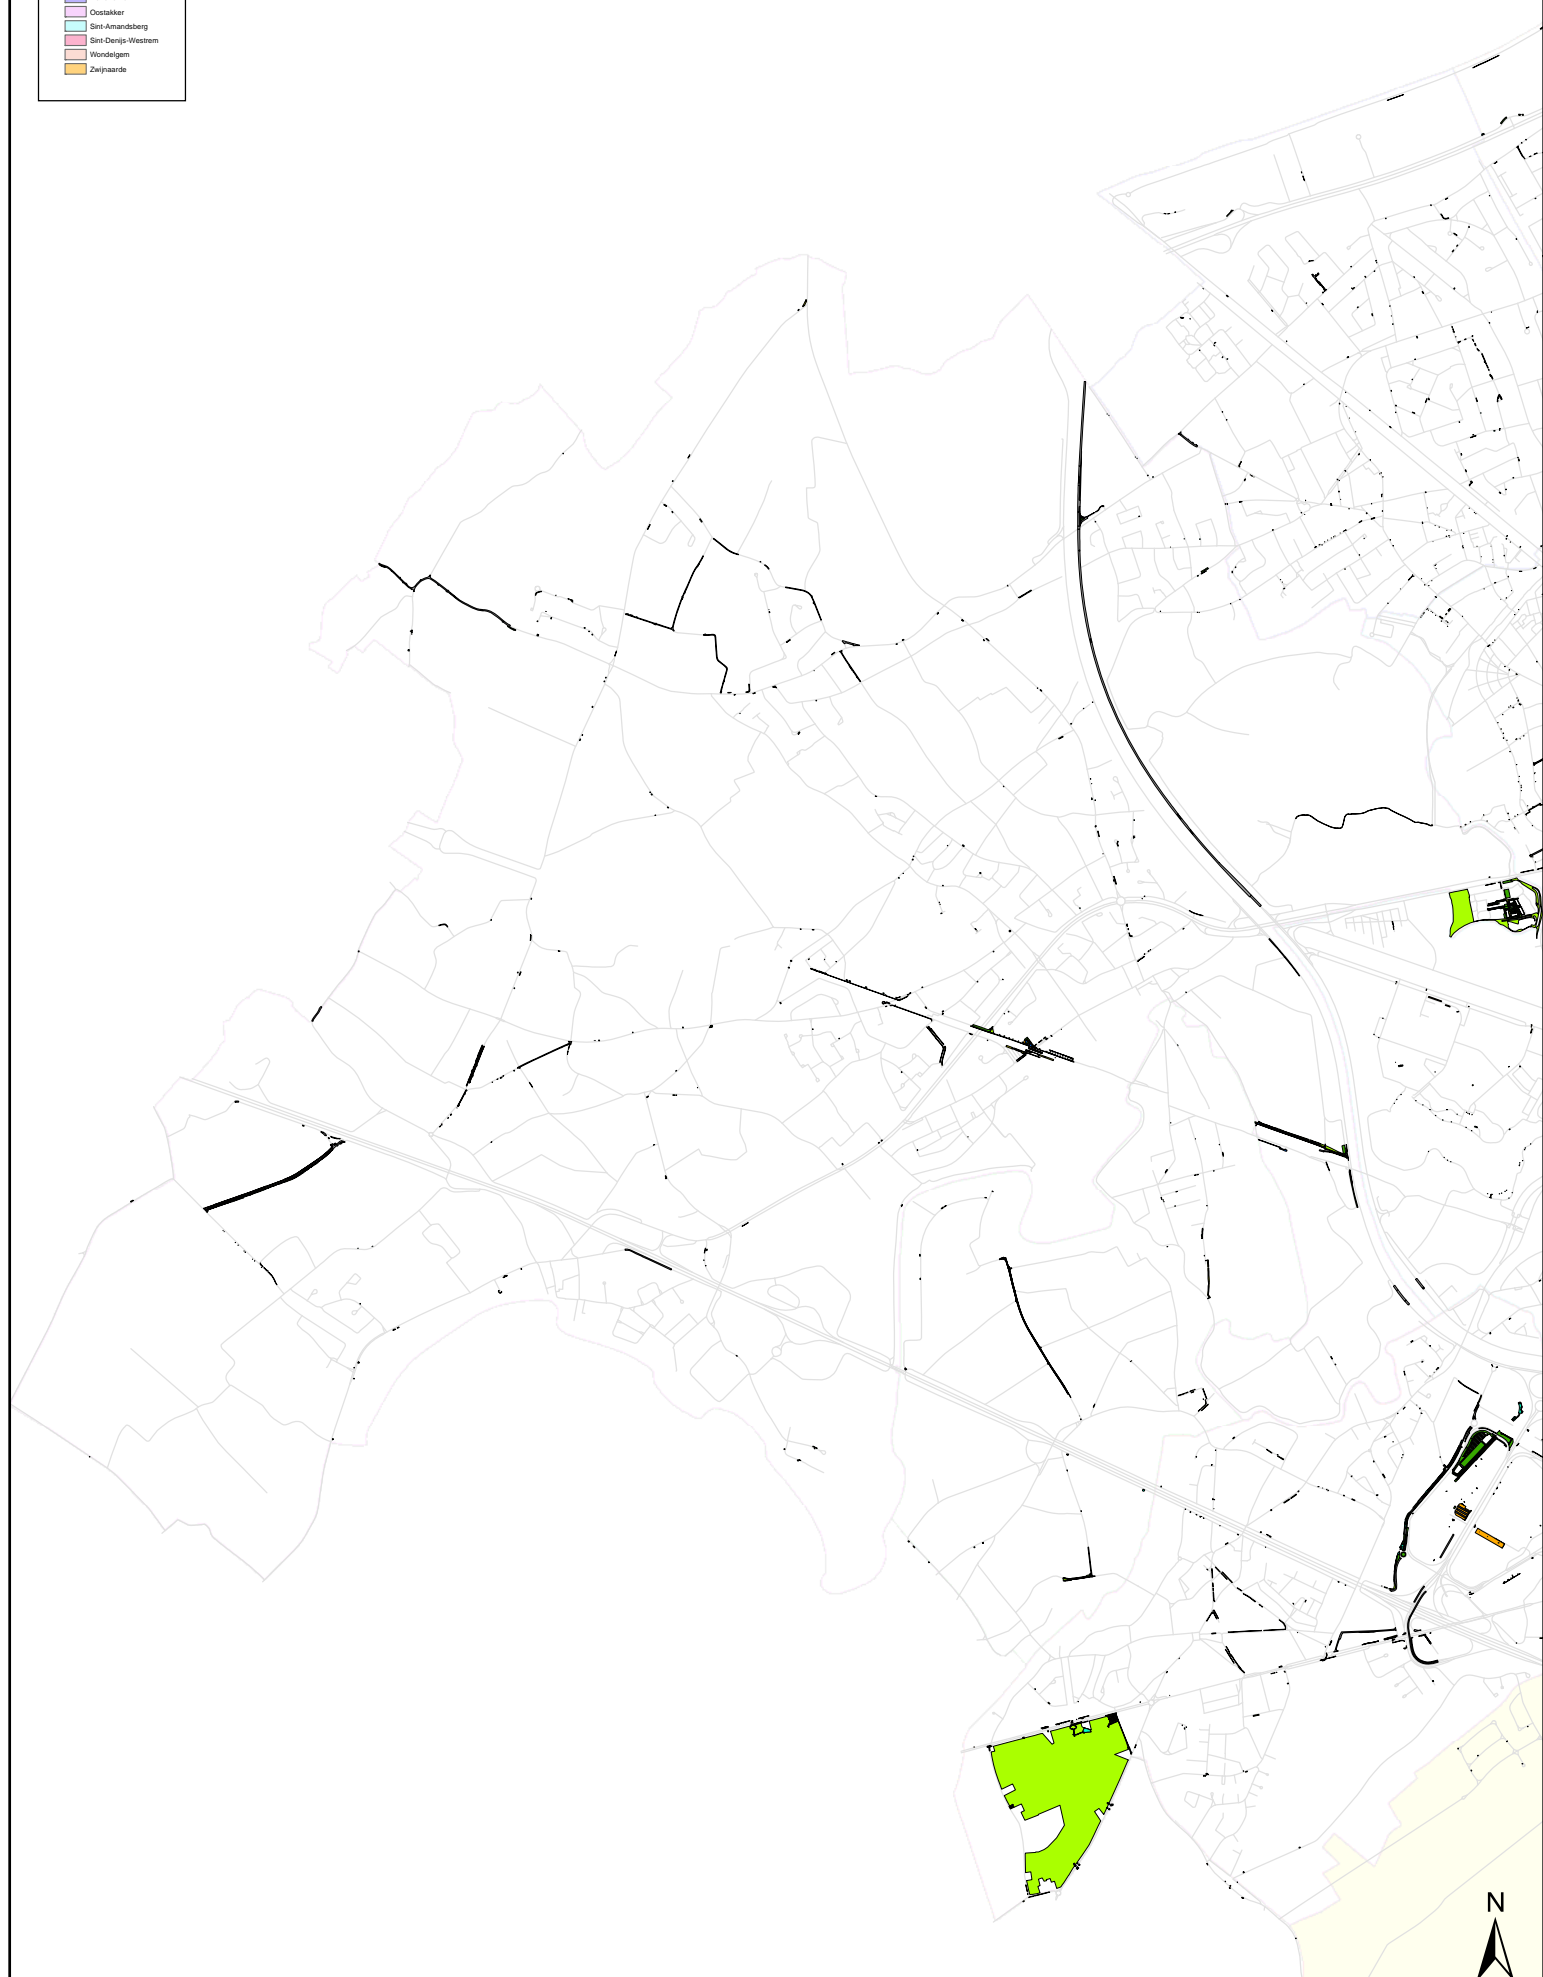 Oostakker
Sint-Amandsberg
Sint-Denijs-Westrem
Wondelgem
Zwijnaarde
N